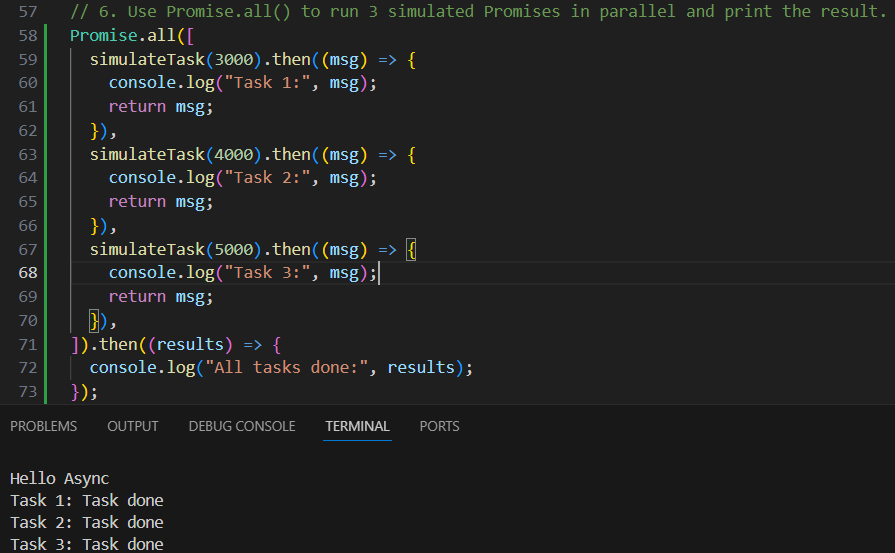 57 // 6. Use Promise.all() to run 3 simulated Promises in parallel and print the result.
58 Promise.all([
59   simulateTask(3000).then((msg) => {
60     console.log("Task 1:", msg);
61     return msg;
62   }),
63   simulateTask(4000).then((msg) => {
64     console.log("Task 2:", msg);
65     return msg;
66   }),
67   simulateTask(5000).then((msg) => {
68     console.log("Task 3:", msg);
69     return msg;
70   }),
71 ]).then((results) => {
72   console.log("All tasks done:", results);
73 });
PROBLEMS OUTPUT DEBUG CONSOLE TERMINAL PORTS
Hello Async
Task 1: Task done
Task 2: Task done
Task 3: Task done